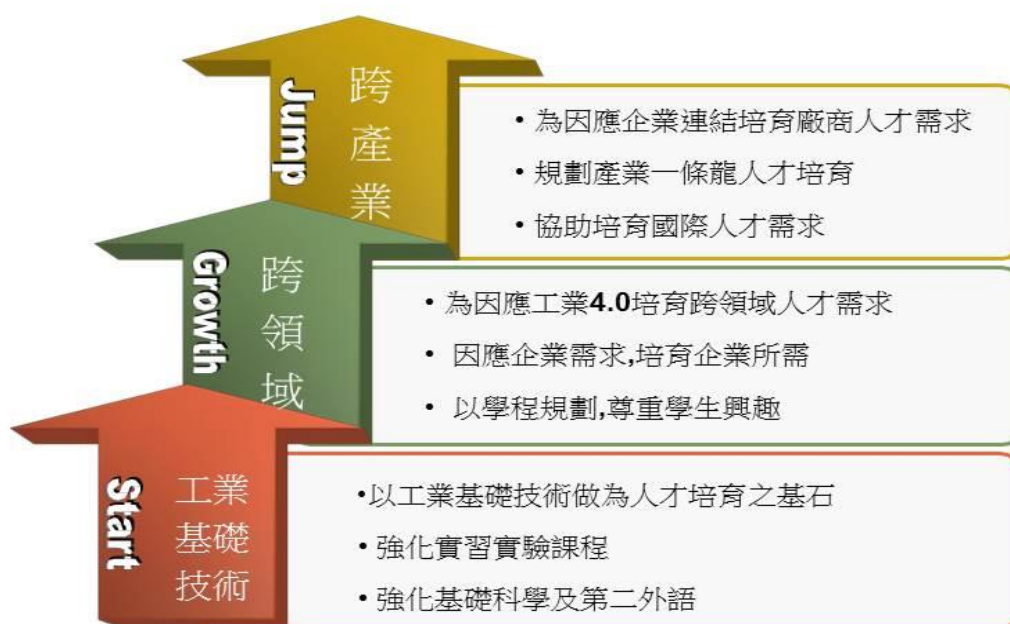 Jump
跨產業
• 為因應企業連結培育廠商人才需求
• 規劃產業一條龍人才培育
• 協助培育國際人才需求
Growth
跨領域
• 為因應工業4.0培育跨領域人才需求
• 因應企業需求,培育企業所需
• 以學程規劃,尊重學生興趣
Start
工業
基礎
技術
•以工業基礎技術做為人才培育之基石
• 強化實習實驗課程
• 強化基礎科學及第二外語